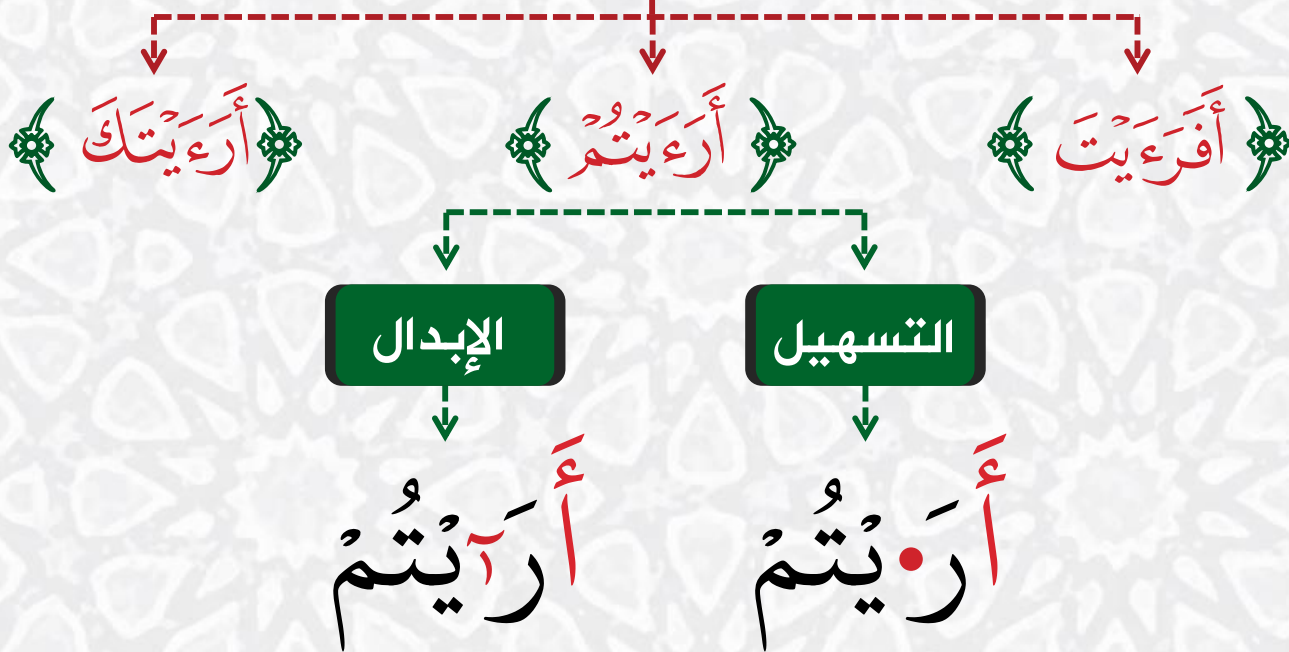 ﴿ أَفَرَءَيْتَ ﴾ ﴿ أَرَءَيْتُمْ ﴾ ﴿ أَرَءَيْتَكَ ﴾
التسهيل الإبدال
أَرَ•يْتُمْ أَرَآيْتُمْ